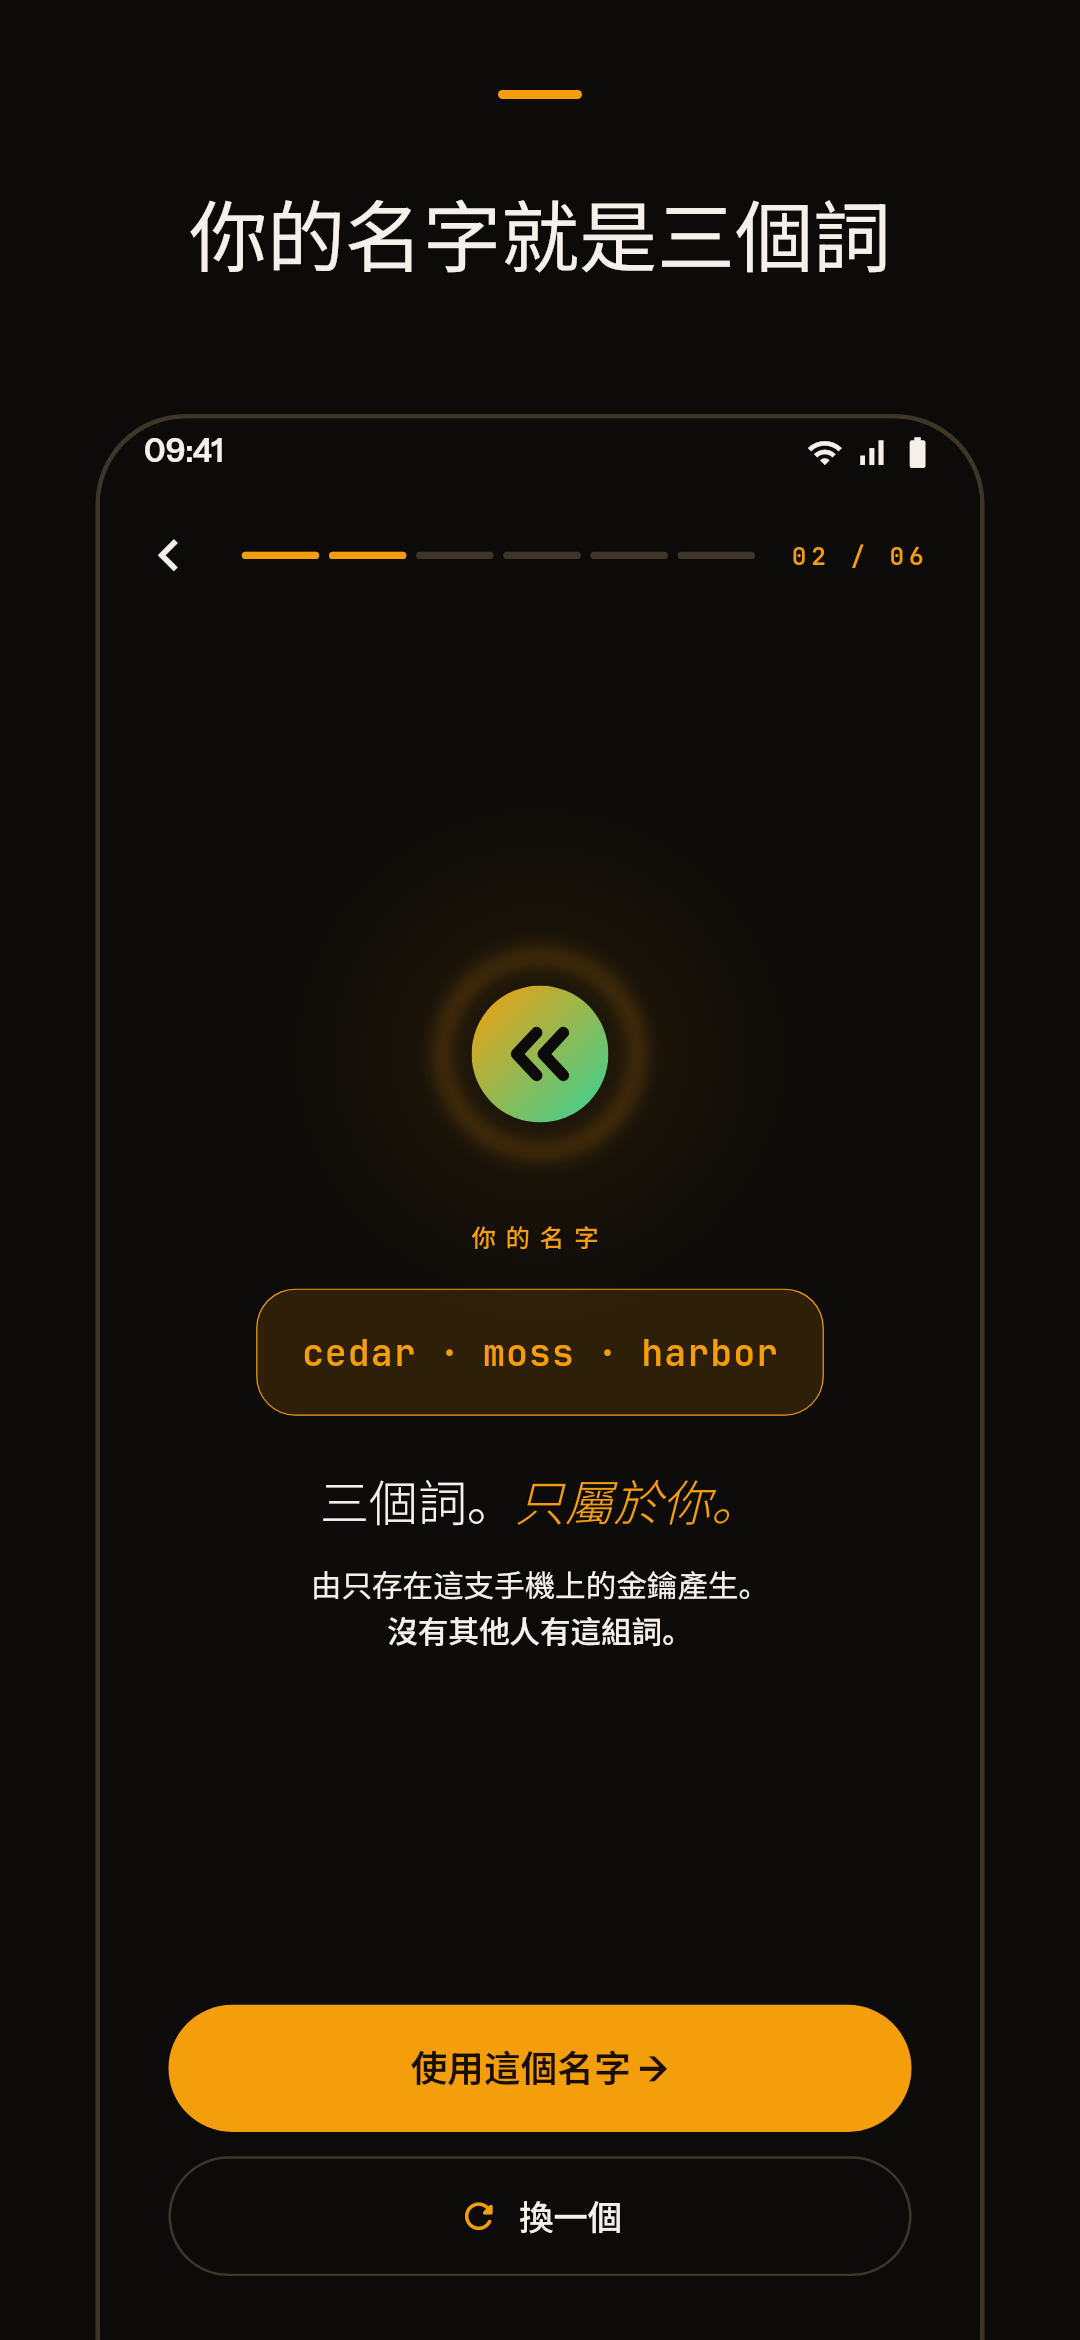 你的名字就是三個詞
09:41
02 / 06
你的名字
cedar · moss · harbor
三個詞。只屬於你。
由只存在這支手機上的金鑰產生。
沒有其他人有這組詞。
使用這個名字 →
換一個